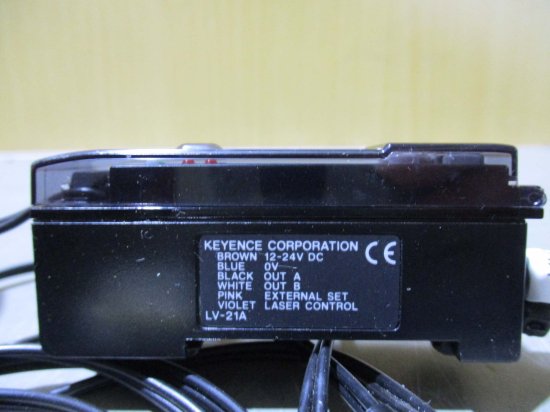 KEYENCE CORPORATION CE
BROWN 12-24V DC
BLUE 0V
BLACK OUT A
WHITE OUT B
PINK EXTERNAL SET
VIOLET LASER CONTROL
LV-21A